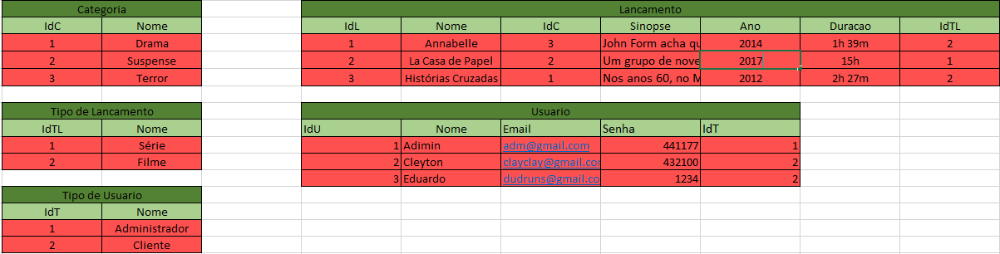 Categoria
IdC Nome
1 Drama
2 Suspense
3 Terror
Lancamento
IdL Nome IdC Sinopse Ano Duracao IdTL
1 Annabelle 3 John Form acha qu 2014 1h 39m 2
2 La Casa de Papel 2 Um grupo de nove 2017 15h 1
3 Histórias Cruzadas 1 Nos anos 60, no M 2012 2h 27m 2
Tipo de Lancamento
IdTL Nome
1 Série
2 Filme
Usuario
IdU Nome Email Senha IdT
1 Adimin adm@gmail.com 441177 1
2 Cleyton clayclay@gmail.com 432100 2
3 Eduardo dudruns@gmail.co 1234 2
Tipo de Usuario
IdT Nome
1 Administrador
2 Cliente